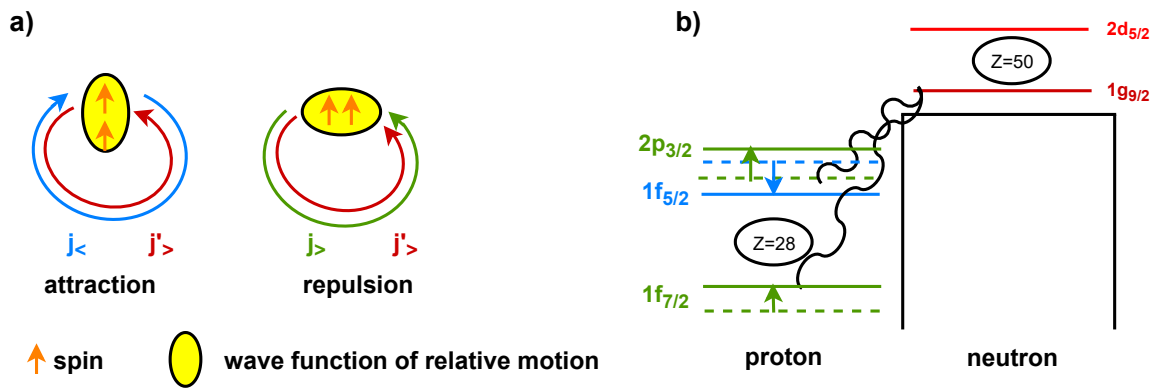 a)
j<
j'>
attraction
j>
j'>
repulsion
spin
wave function of relative motion
b)
2d5/2
Z=50
1g9/2
2p3/2
1f5/2
Z=28
1f7/2
proton
neutron